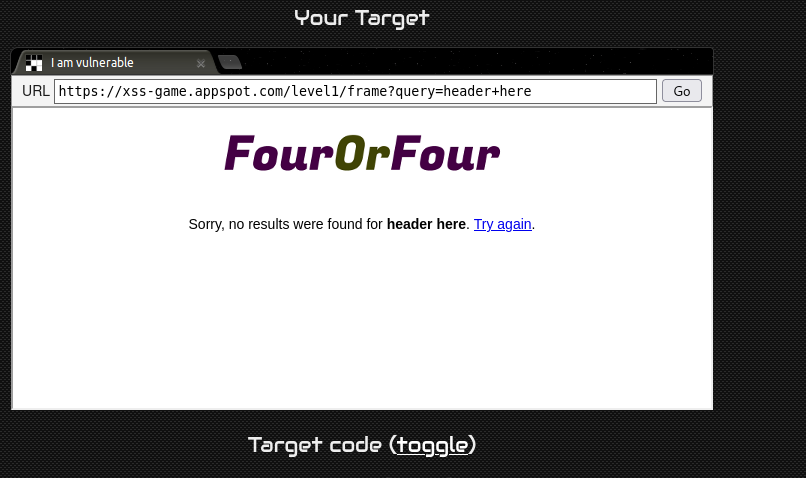 Your Target
I am vulnerable
URL https://xss-game.appspot.com/level1/frame?query=header+here Go
FourOrFour
Sorry, no results were found for header here. Try again.
Target code (toggle)